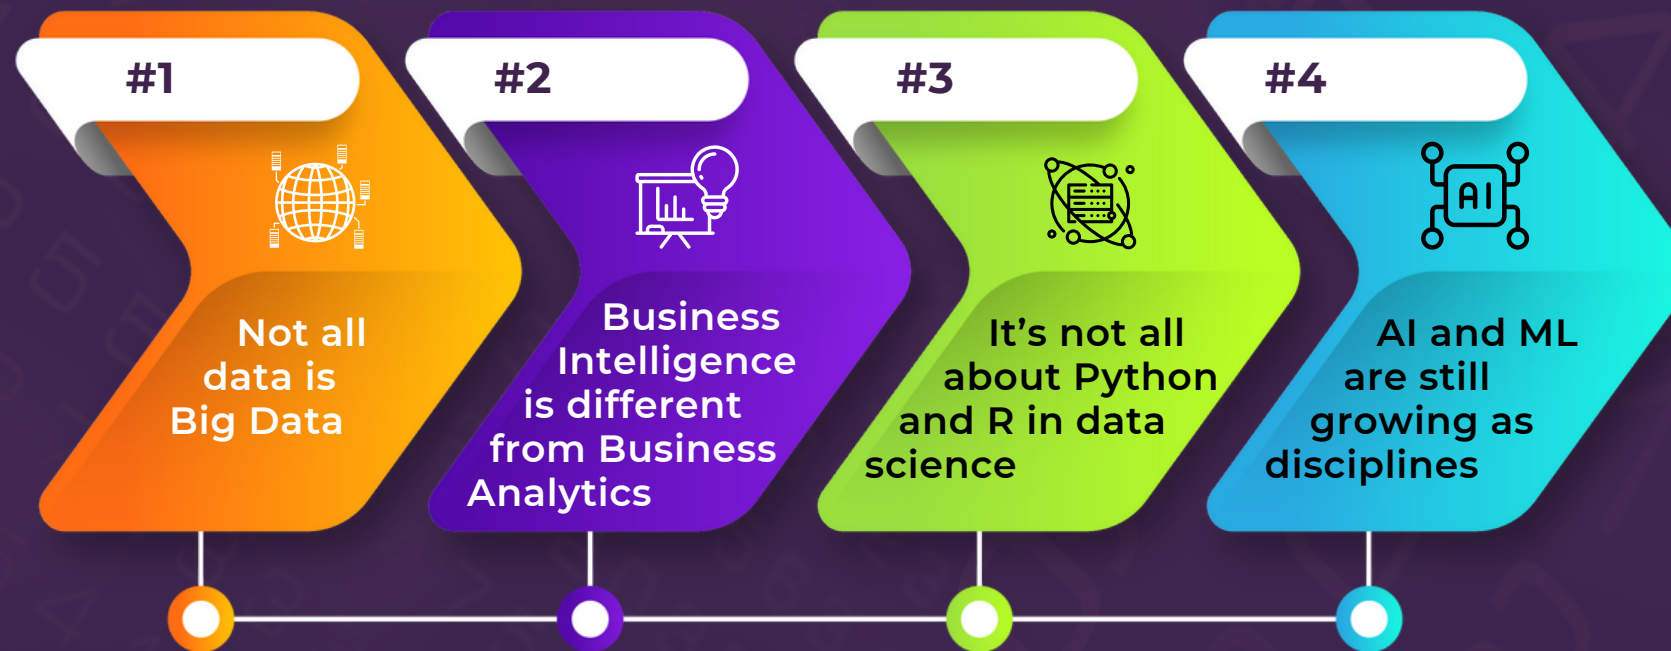 #1
Not all
data is
Big Data
#2
Business
Intelligence
is different
from Business
Analytics
#3
It’s not all
about Python
and R in data
science
#4
AI
AI and ML
are still
growing as
disciplines